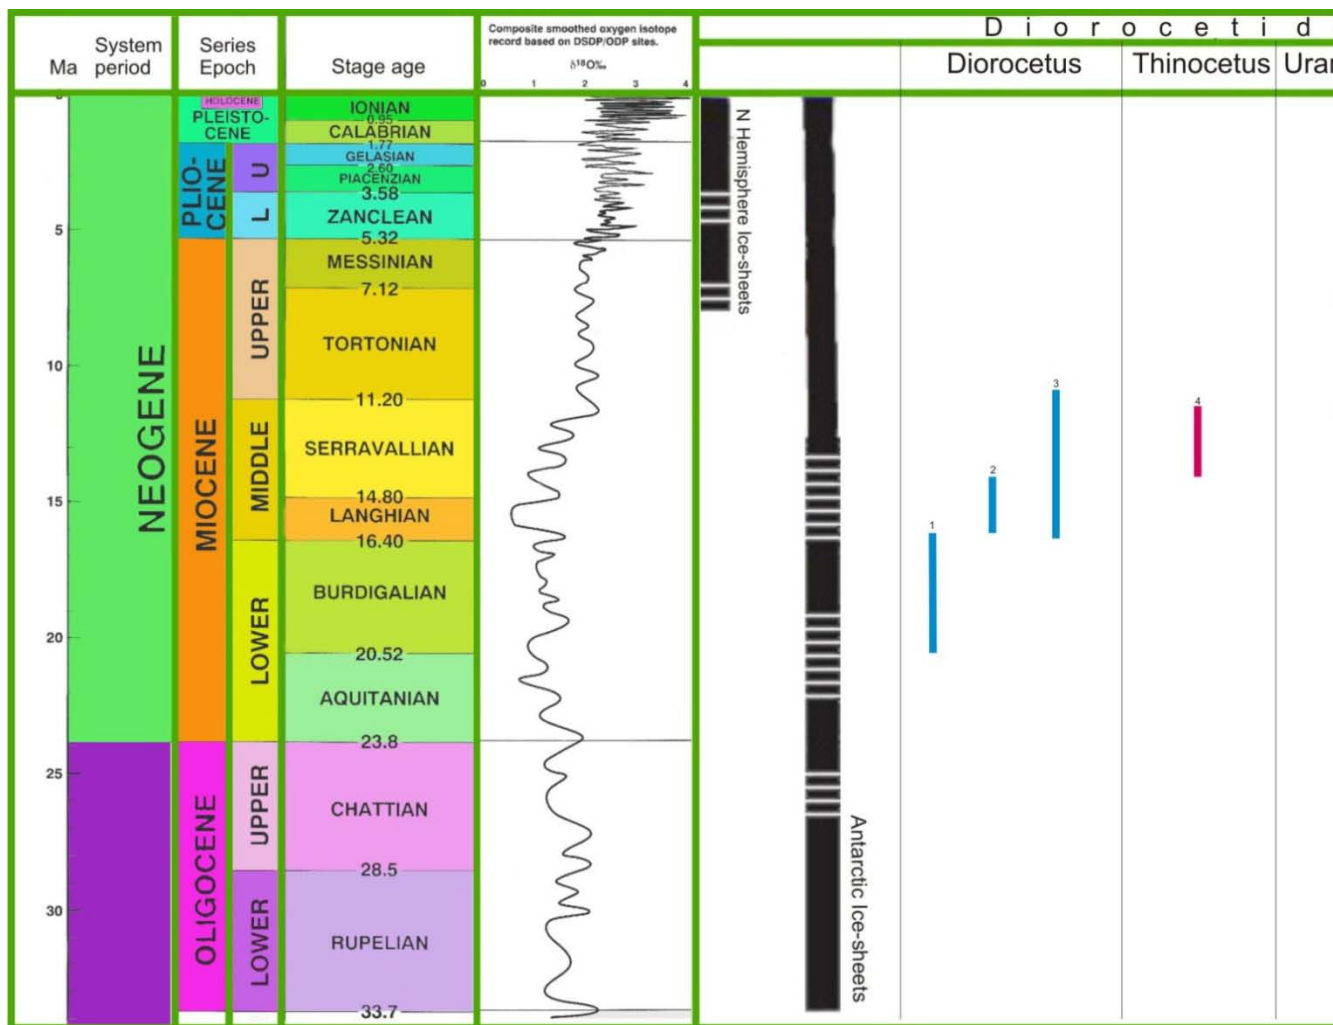 D i o r o c e t i d
Ma
System
period
Series
Epoch
Stage age
Composite smoothed oxygen isotope
record based on DSDP/ODP sites.
δ18O‰
0 1 2 3 4
Diorocetus
Thinocetus
Uran
HOLOCENE
PLEISTO-
CENE
IONIAN
0.95
CALABRIAN
1.77
GELASIAN
2.60
PIACENZIAN
3.58
ZANCLEAN
5.32
MESSINIAN
7.12
TORTONIAN
11.20
SERRAVALLIAN
14.80
LANGHIAN
16.40
BURDIGALIAN
20.52
AQUITANIAN
23.8
CHATTIAN
28.5
RUPELIAN
33.7
PLIO-
CENE
U
L
MIOCENE
UPPER
MIDDLE
LOWER
OLIGOCENE
UPPER
LOWER
NEOGENE
5
10
15
20
25
30
N Hemisphere Ice-sheets
Antarctic Ice-sheets
1
2
3
4